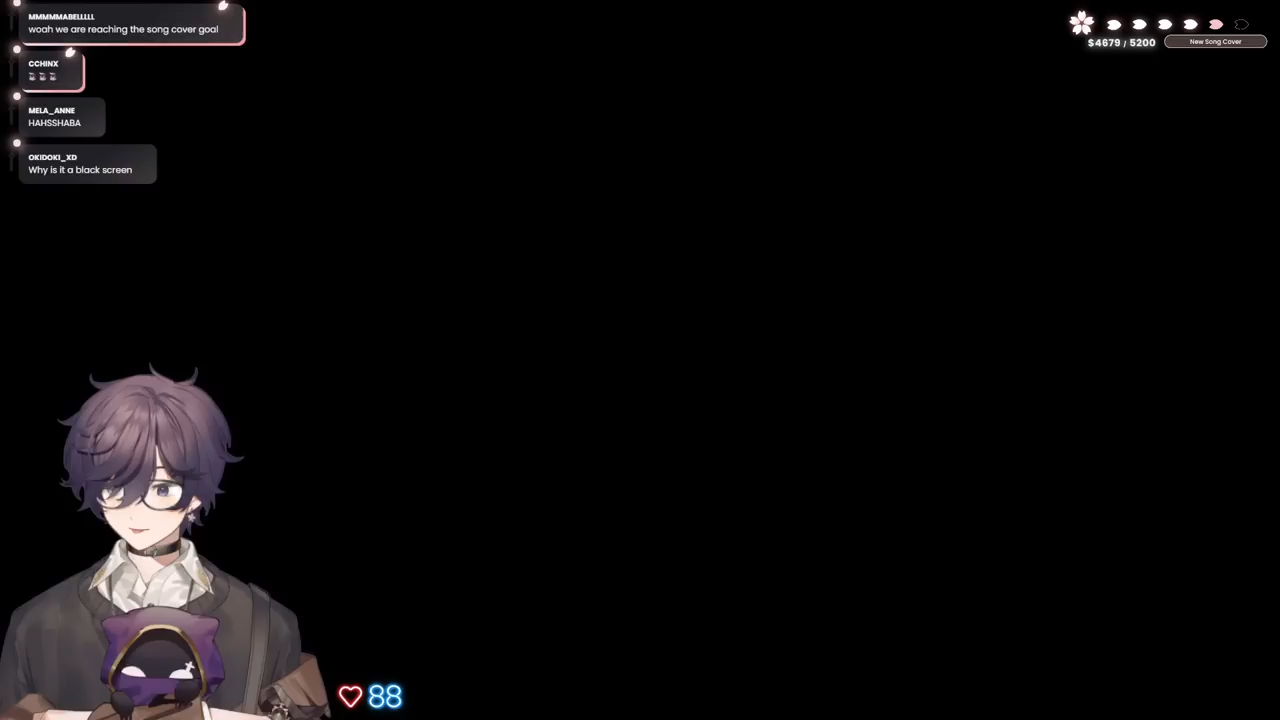 MMMMMABELLLLL
woah we are reaching the song cover goal
CCHINX
MELA_ANNE
HAHSSHABA
OKIDOKI_XD
Why is it a black screen
$4679 / 5200
New Song Cover
88